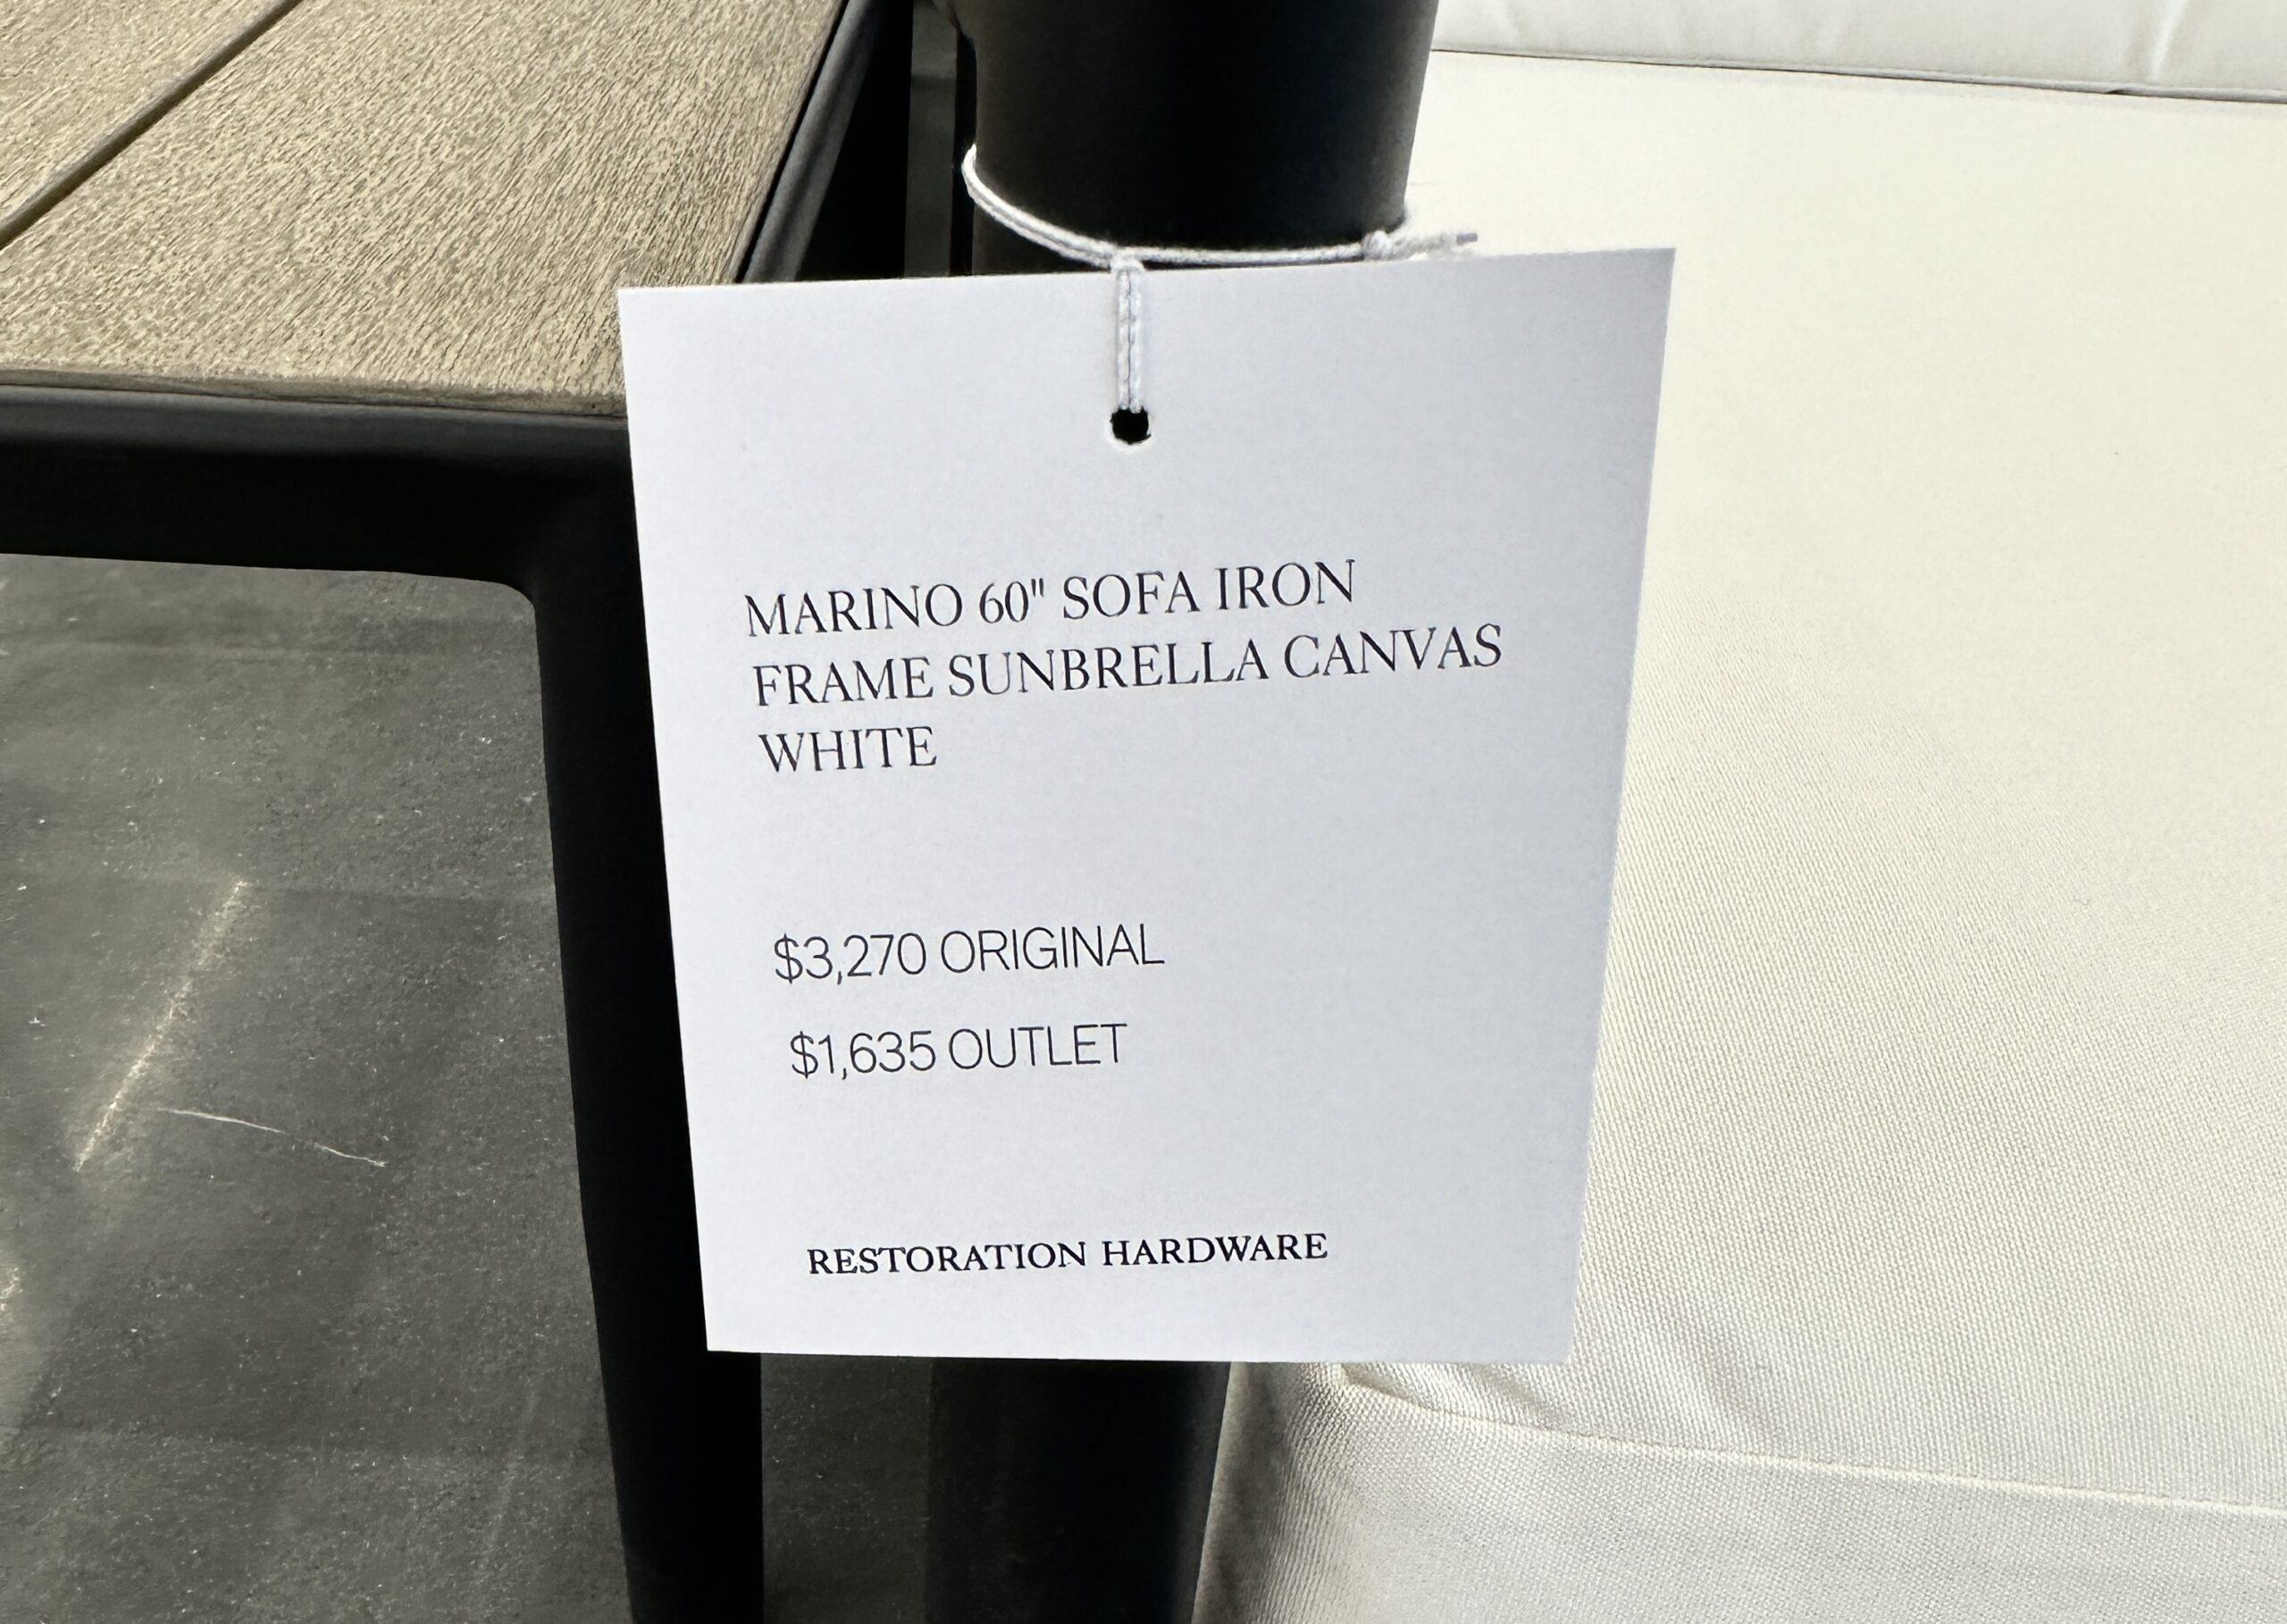 MARINO 60" SOFA IRON
FRAME SUNBRELLA CANVAS
WHITE
$3,270 ORIGINAL
$1,635 OUTLET
RESTORATION HARDWARE